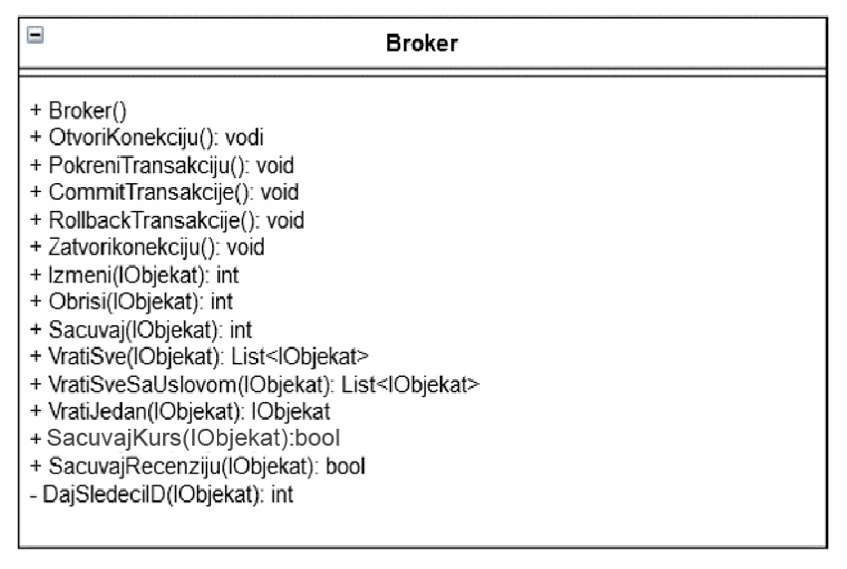 Broker
+ Broker()
+ OtvoriKonekciju(): vodi
+ PokreniTransakciju(): void
+ CommitTransakcije(): void
+ RollbackTransakcije(): void
+ Zatvorikonekciju(): void
+ Izmeni(IObjekat): int
+ Obrisi(IObjekat): int
+ Sacuvaj(IObjekat): int
+ VratiSve(IObjekat): List<IObjekat>
+ VratiSveSaUslovom(IObjekat): List<IObjekat>
+ VratiJedan(IObjekat): IObjekat
+ SacuvajKurs(IObjekat):bool
+ SacuvajRecenziju(IObjekat): bool
- DajSledeciID(IObjekat): int